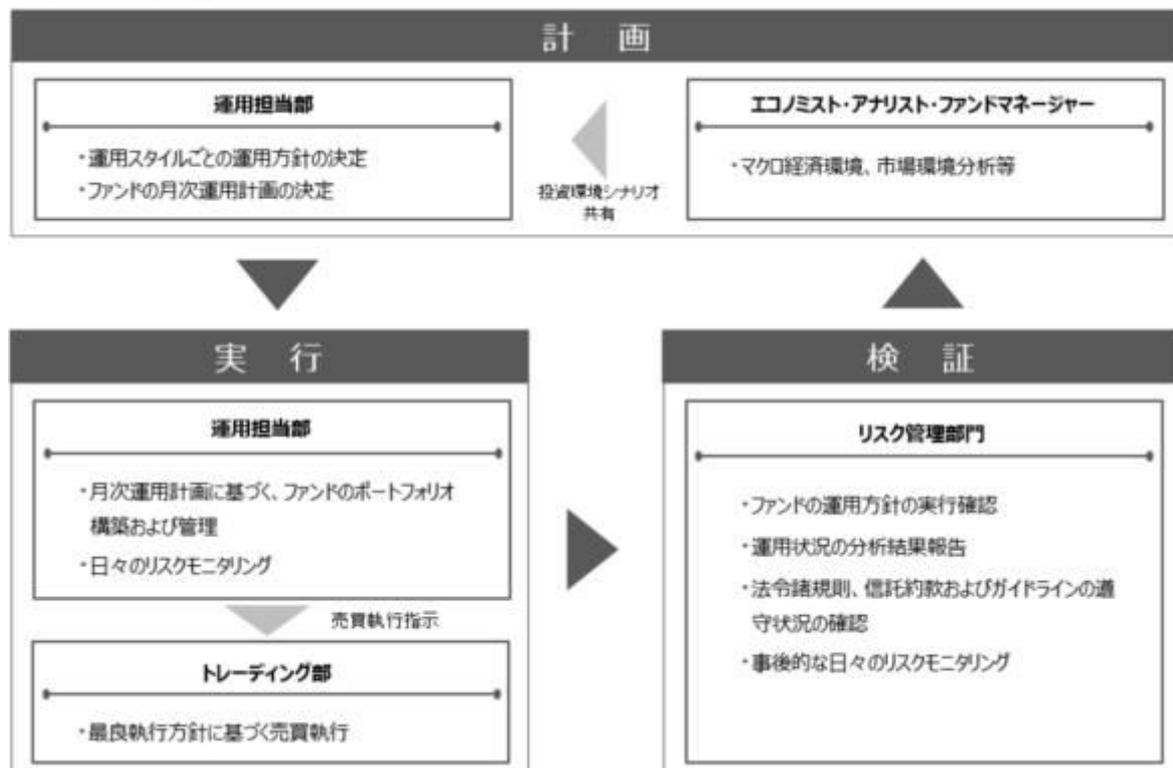 計 画
運用担当部
・運用スタイルごとの運用方針の決定
・ファンドの月次運用計画の決定
投資環境シナリオ
共有
エコノミスト・アナリスト・ファンドマネージャー
・マクロ経済環境、市場環境分析等
実 行
運用担当部
・月次運用計画に基づく、ファンドのポートフォリオ
構築および管理
・日々のリスクモニタリング
売買執行指示
トレーディング部
・最良執行方針に基づく売買執行
検 証
リスク管理部門
・ファンドの運用方針の実行確認
・運用状況の分析結果報告
・法令諸規則、信託約款およびガイドラインの遵
守状況の確認
・事後的な日々のリスクモニタリング